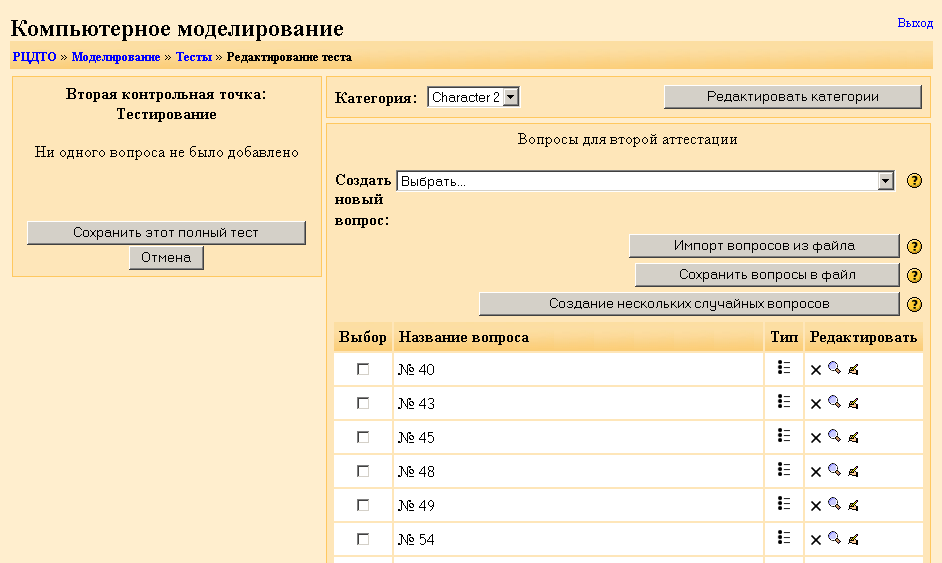 Компьютерное моделирование
Выход
РЦДТО » Моделирование » Тесты » Редактирование теста
Вторая контрольная точка:
Тестирование
Ни одного вопроса не было добавлено
Сохранить этот полный тест
Отмена
Категория: Character 2 Редактировать категории
Вопросы для второй аттестации
Создать новый вопрос: Выбрать... ?
Импорт вопросов из файла ?
Сохранить вопросы в файл ?
Создание нескольких случайных вопросов ?
Выбор Название вопроса Тип Редактировать
№ 40
№ 43
№ 45
№ 48
№ 49
№ 54